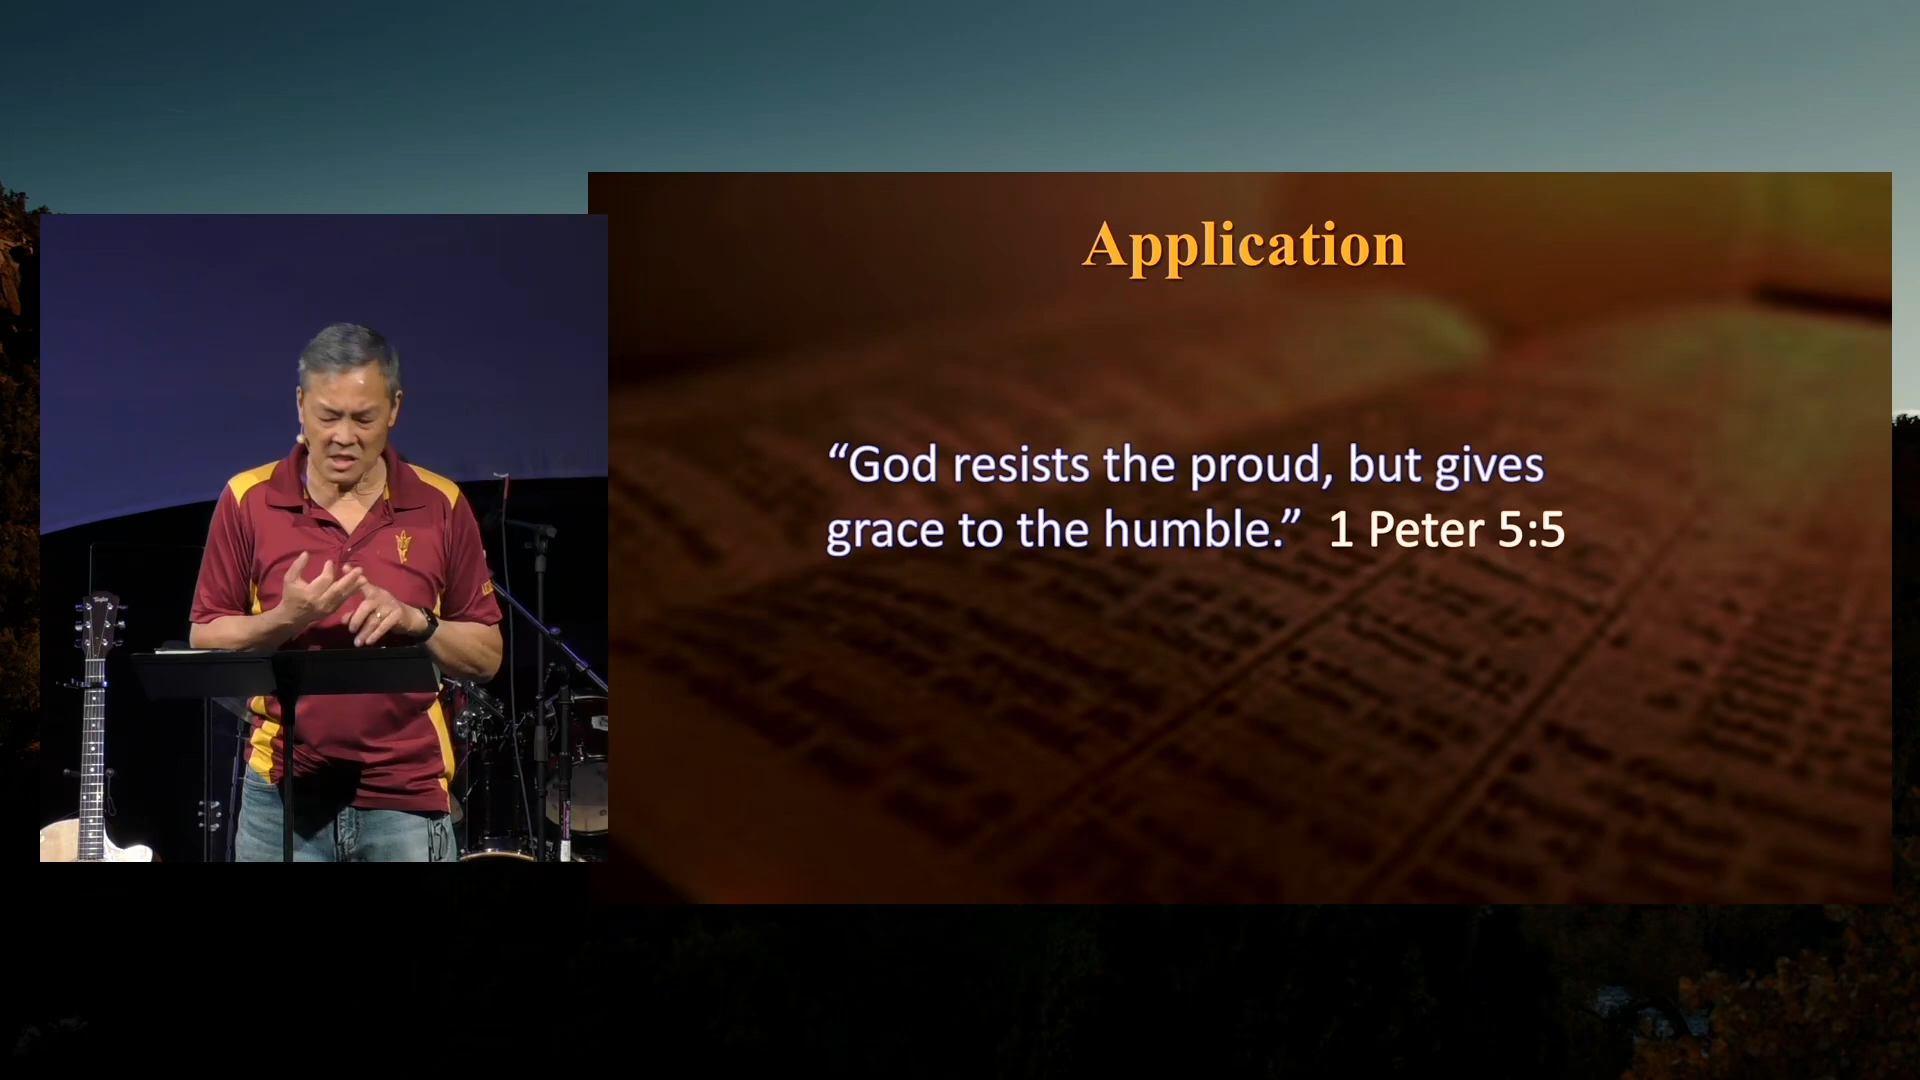 Application
“God resists the proud, but gives
grace to the humble.” 1 Peter 5:5